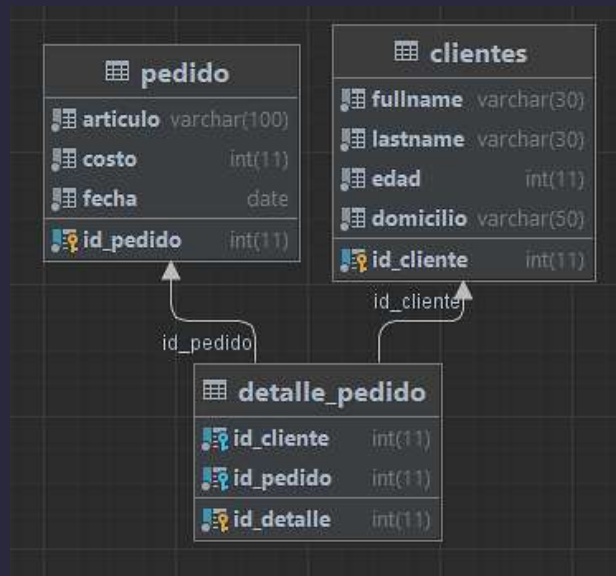 pedido
articulo varchar(100)
costo int(11)
fecha date
id_pedido int(11)
clientes
fullname varchar(30)
lastname varchar(30)
edad int(11)
domicilio varchar(50)
id_cliente int(11)
id_cliente
id_pedido
detalle_pedido
id_cliente int(11)
id_pedido int(11)
id_detalle int(11)